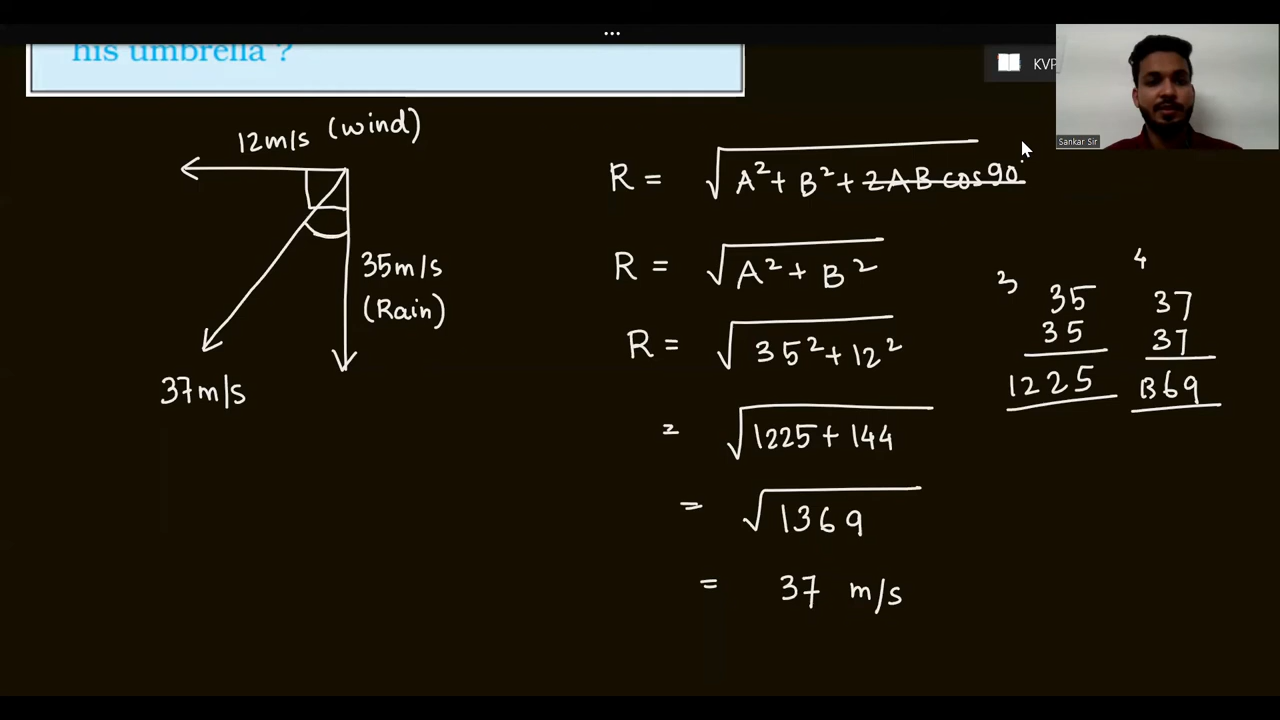 his umbrella ?
KVP
Sankar Sir
12m/s (wind)
35m/s
(Rain)
37m/s
R = √A²+ B²+ 2AB cos90°
R = √A²+ B²
R = √35²+12²
= √1225+ 144
= √1369
= 37 m/s
3
35
35
1225
4
37
37
1369